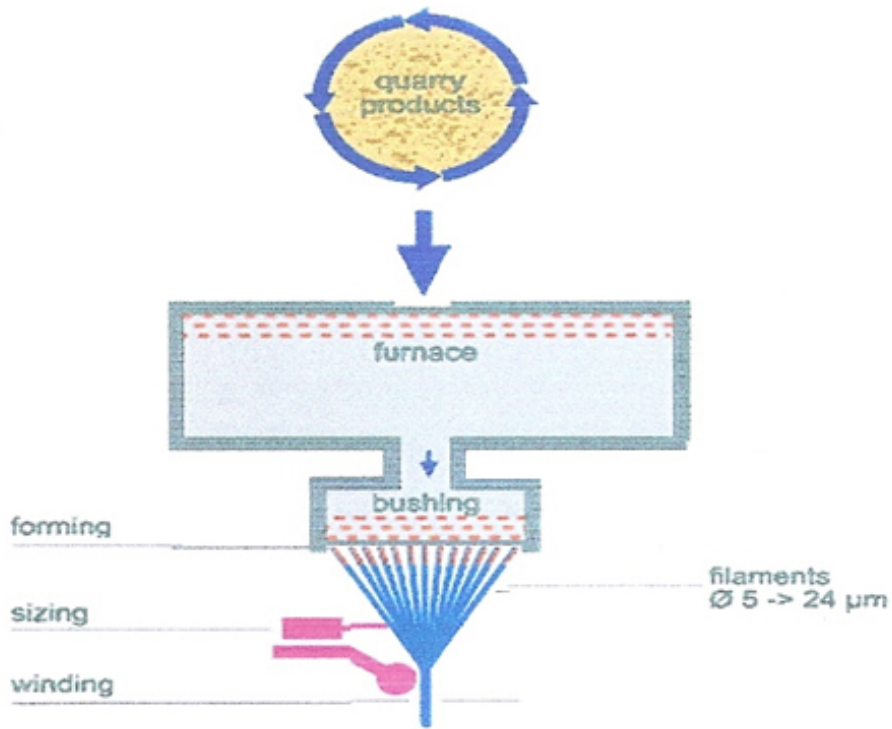 quarry
products
furnace
bushing
forming
filaments
Ø 5 -> 24 µm
sizing
winding